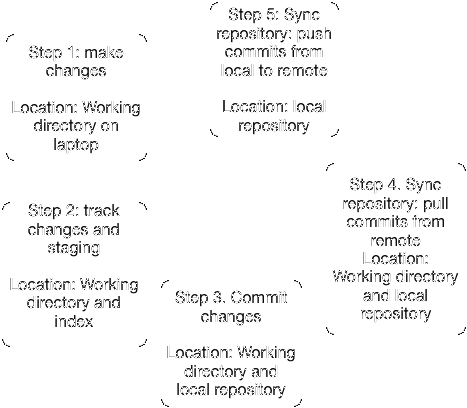 Step 1: make
changes
Location: Working
directory on
laptop
Step 2: track
changes and
staging
Location: Working
directory and
index
Step 3. Commit
changes
Location: Working
directory and
local repository
Step 4. Sync
repository: pull
commits from
remote
Location:
Working directory
and local
repository
Step 5: Sync
repository: push
commits from
local to remote
Location: local
repository